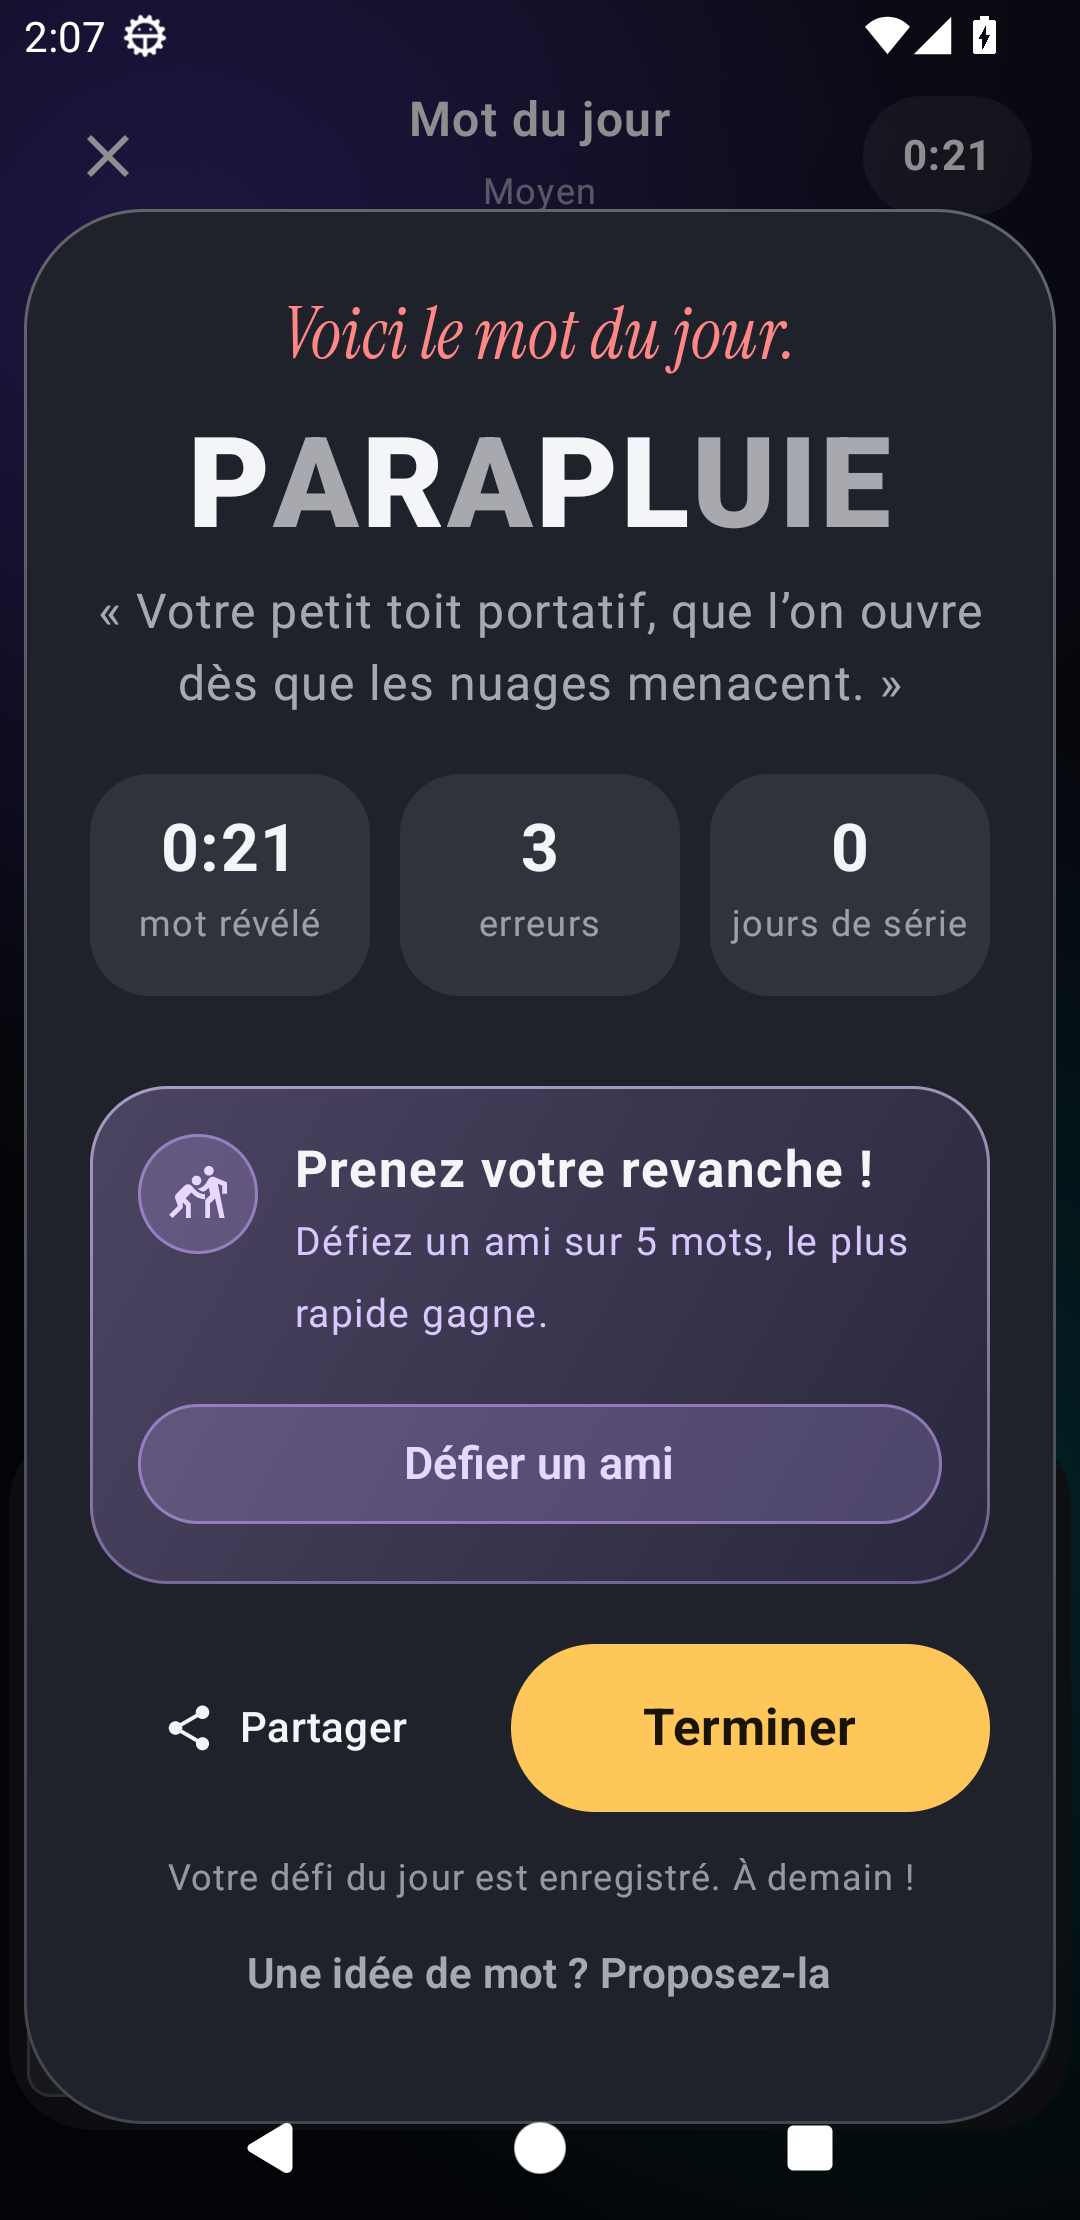 2:07
Mot du jour
0:21
Moyen
Voici le mot du jour.
PARAPLUIE
« Votre petit toit portatif, que l’on ouvre
dès que les nuages menacent. »
0:21
mot révélé
3
erreurs
0
jours de série
Prenez votre revanche !
Défiez un ami sur 5 mots, le plus
rapide gagne.
Défier un ami
Partager
Terminer
Votre défi du jour est enregistré. À demain !
Une idée de mot ? Proposez-la